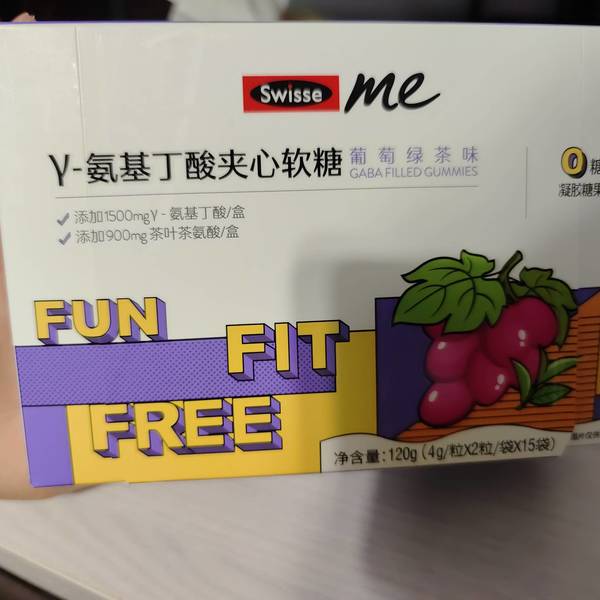 Swisse me
γ-氨基丁酸夹心软糖 葡萄绿茶味
GABA FILLED GUMMIES
添加1500mgγ-氨基丁酸/盒
添加900mg茶叶茶氨酸/盒
0糖
凝胶糖果
FUN
FIT
FREE
净含量:120g(4g/粒X2粒/袋X15袋)